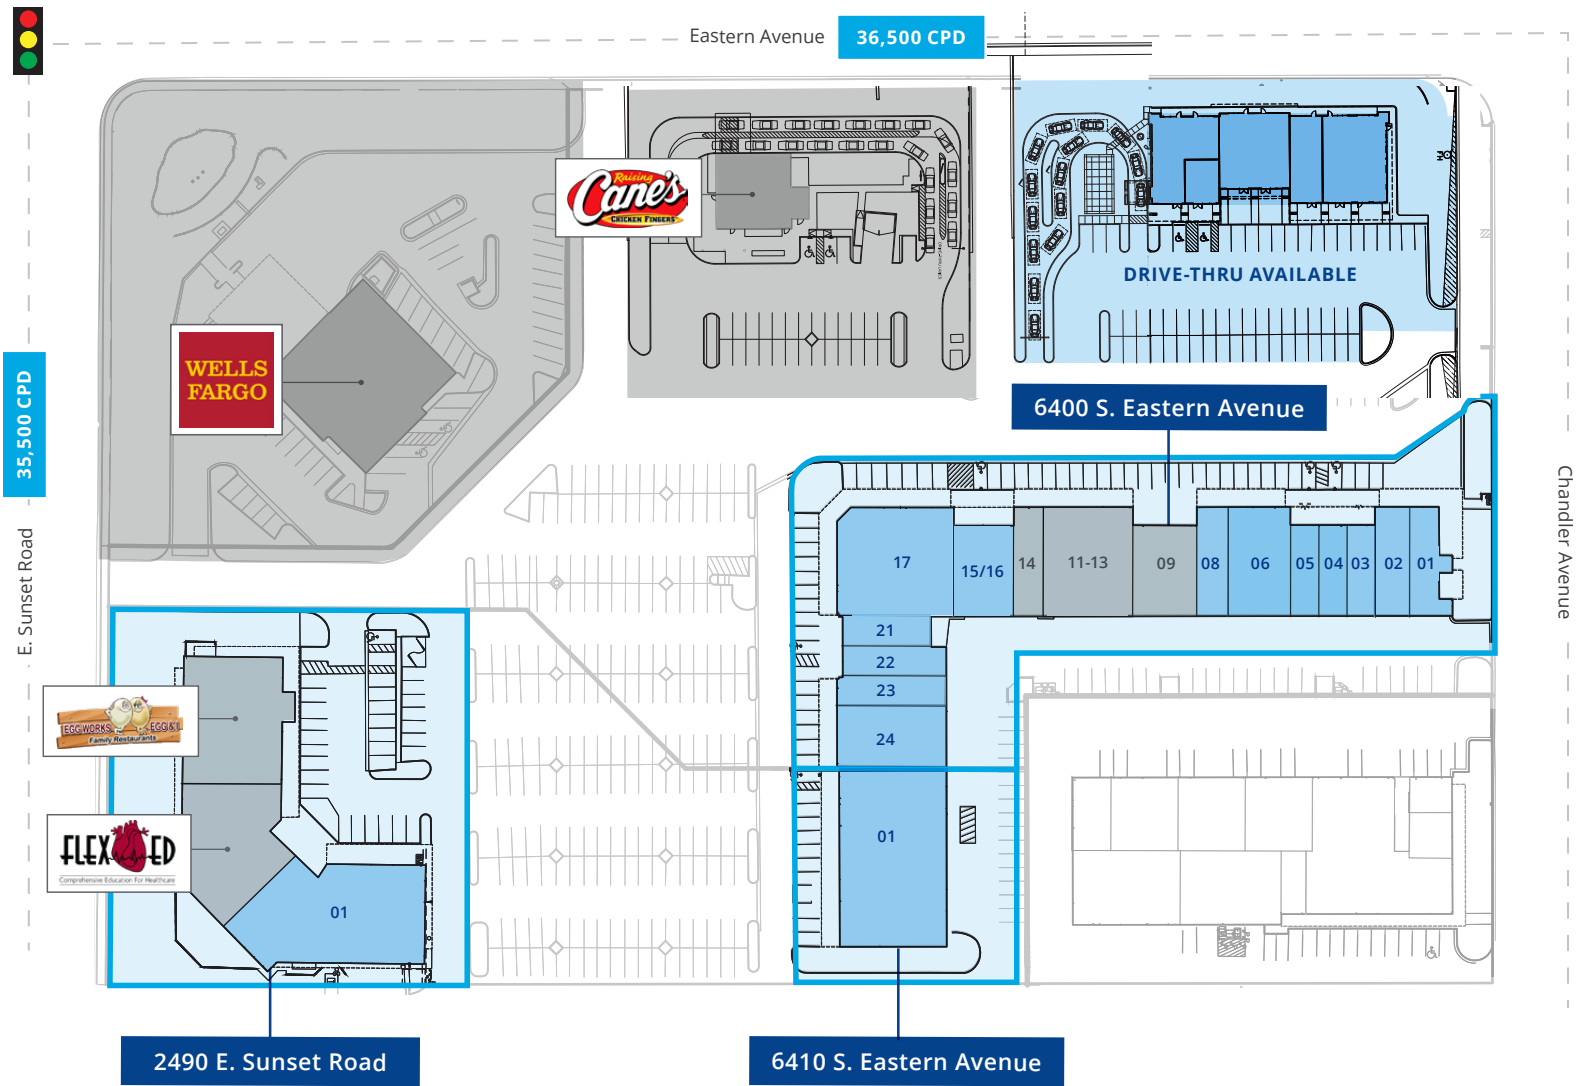 Eastern Avenue
36,500 CPD
Raising
Cane's
CHICKEN FINGERS
DRIVE-THRU AVAILABLE
WELLS
FARGO
35,500 CPD
E. Sunset Road
Chandler Avenue
6400 S. Eastern Avenue
17
15/16
14
11-13
09
08
06
05
04
03
02
01
21
22
23
24
01
EGG WORKS
EGG & I
Family Restaurants
FLEX ED
Comprehensive Education For Healthcare
01
2490 E. Sunset Road
6410 S. Eastern Avenue